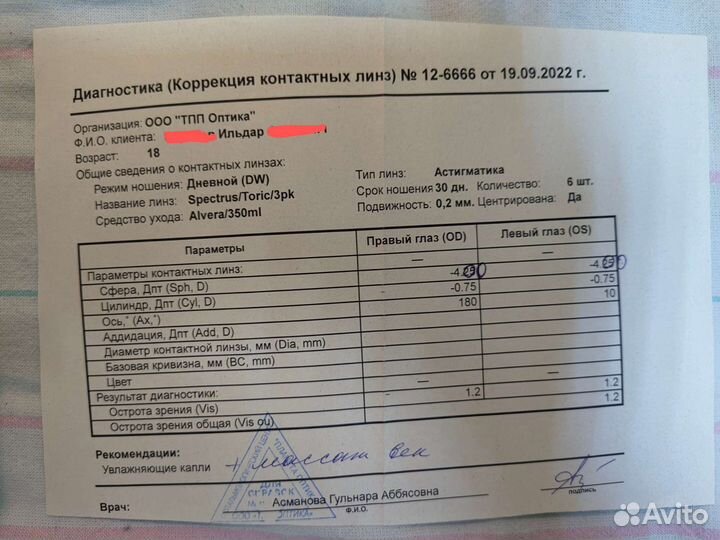 Диагностика (Коррекция контактных линз) № 12-6666 от 19.09.2022 г.
Организация: ООО "ТПП Оптика"
Ф.И.О. клиента: Ильдар
Возраст: 18
Общие сведения о контактных линзах:
Режим ношения: Дневной (DW)
Название линз: Spectrus/Toric/3pk
Средство ухода: Alvera/350ml
Тип линз: Астигматика
Срок ношения 30 дн. Количество: 6 шт.
Подвижность: 0,2 мм. Центрирована: Да
Параметры Правый глаз (OD) Левый глаз (OS)
Параметры контактных линз: — —
Сфера, Дпт (Sph, D) -4.00 -4.00
Цилиндр, Дпт (Cyl, D) -0.75 -0.75
Ось,° (Ax,°) 180 10
Аддидация, Дпт (Add, D)
Диаметр контактной линзы, мм (Dia, mm)
Базовая кривизна, мм (BC, mm)
Цвет
Результат диагностики: — —
Острота зрения (Vis) 1.2 1.2
Острота зрения общая (Vis ou) 1.2
Рекомендации:
Увлажняющие капли + массаж век
ДЛЯ
СПРАВОК
Врач: Асманова Гульнара Аббясовна
Ф.И.О.
подпись
Avito